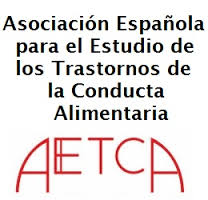 Asociación Española
para el Estudio de
los Trastornos de
la Conducta
Alimentaria
AETCA